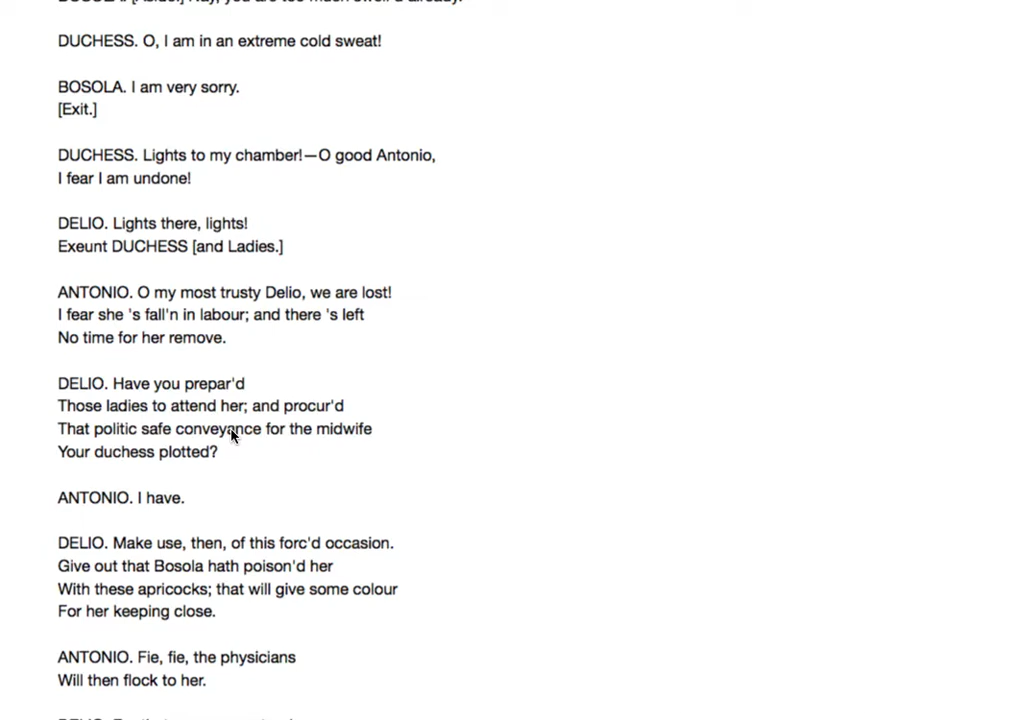 DUCHESS. O, I am in an extreme cold sweat!
BOSOLA. I am very sorry.
[Exit.]
DUCHESS. Lights to my chamber!—O good Antonio,
I fear I am undone!
DELIO. Lights there, lights!
Exeunt DUCHESS [and Ladies.]
ANTONIO. O my most trusty Delio, we are lost!
I fear she 's fall'n in labour; and there 's left
No time for her remove.
DELIO. Have you prepar'd
Those ladies to attend her; and procur'd
That politic safe conveyance for the midwife
Your duchess plotted?
ANTONIO. I have.
DELIO. Make use, then, of this forc'd occasion.
Give out that Bosola hath poison'd her
With these apricocks; that will give some colour
For her keeping close.
ANTONIO. Fie, fie, the physicians
Will then flock to her.